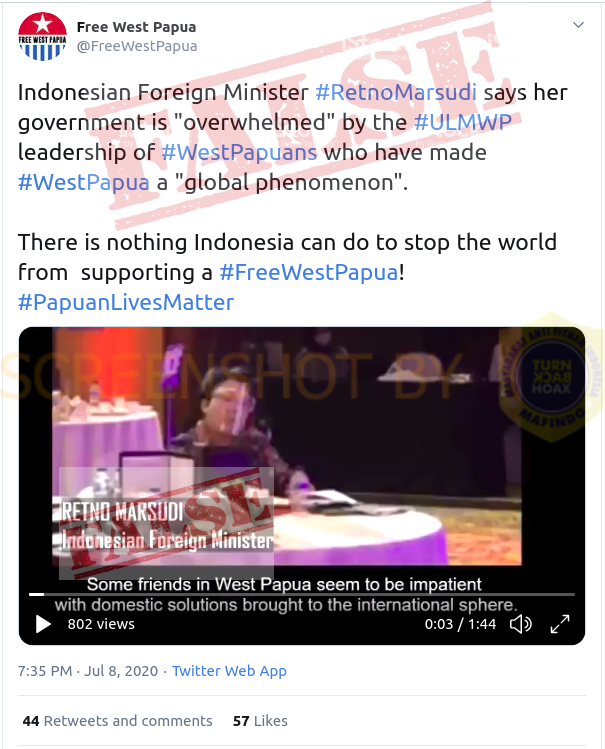 FREE WEST PAPUA
Free West Papua
@FreeWestPapua
Indonesian Foreign Minister #RetnoMarsudi says her
government is "overwhelmed" by the #ULMWP
leadership of #WestPapuans who have made
#WestPapua a "global phenomenon".
FALSE
There is nothing Indonesia can do to stop the world
from supporting a #FreeWestPapua!
#PapuanLivesMatter
SCREENSHOT BY
MASYARAKAT ANTI FITNAH INDONESIA
TURN
BACK
HOAX
MAFINDO
RETNO MARSUDI
Indonesian Foreign Minister
FALSE
Some friends in West Papua seem to be impatient
with domestic solutions brought to the international sphere.
802 views
0:03 / 1:44
7:35 PM · Jul 8, 2020 · Twitter Web App
44 Retweets and comments 57 Likes